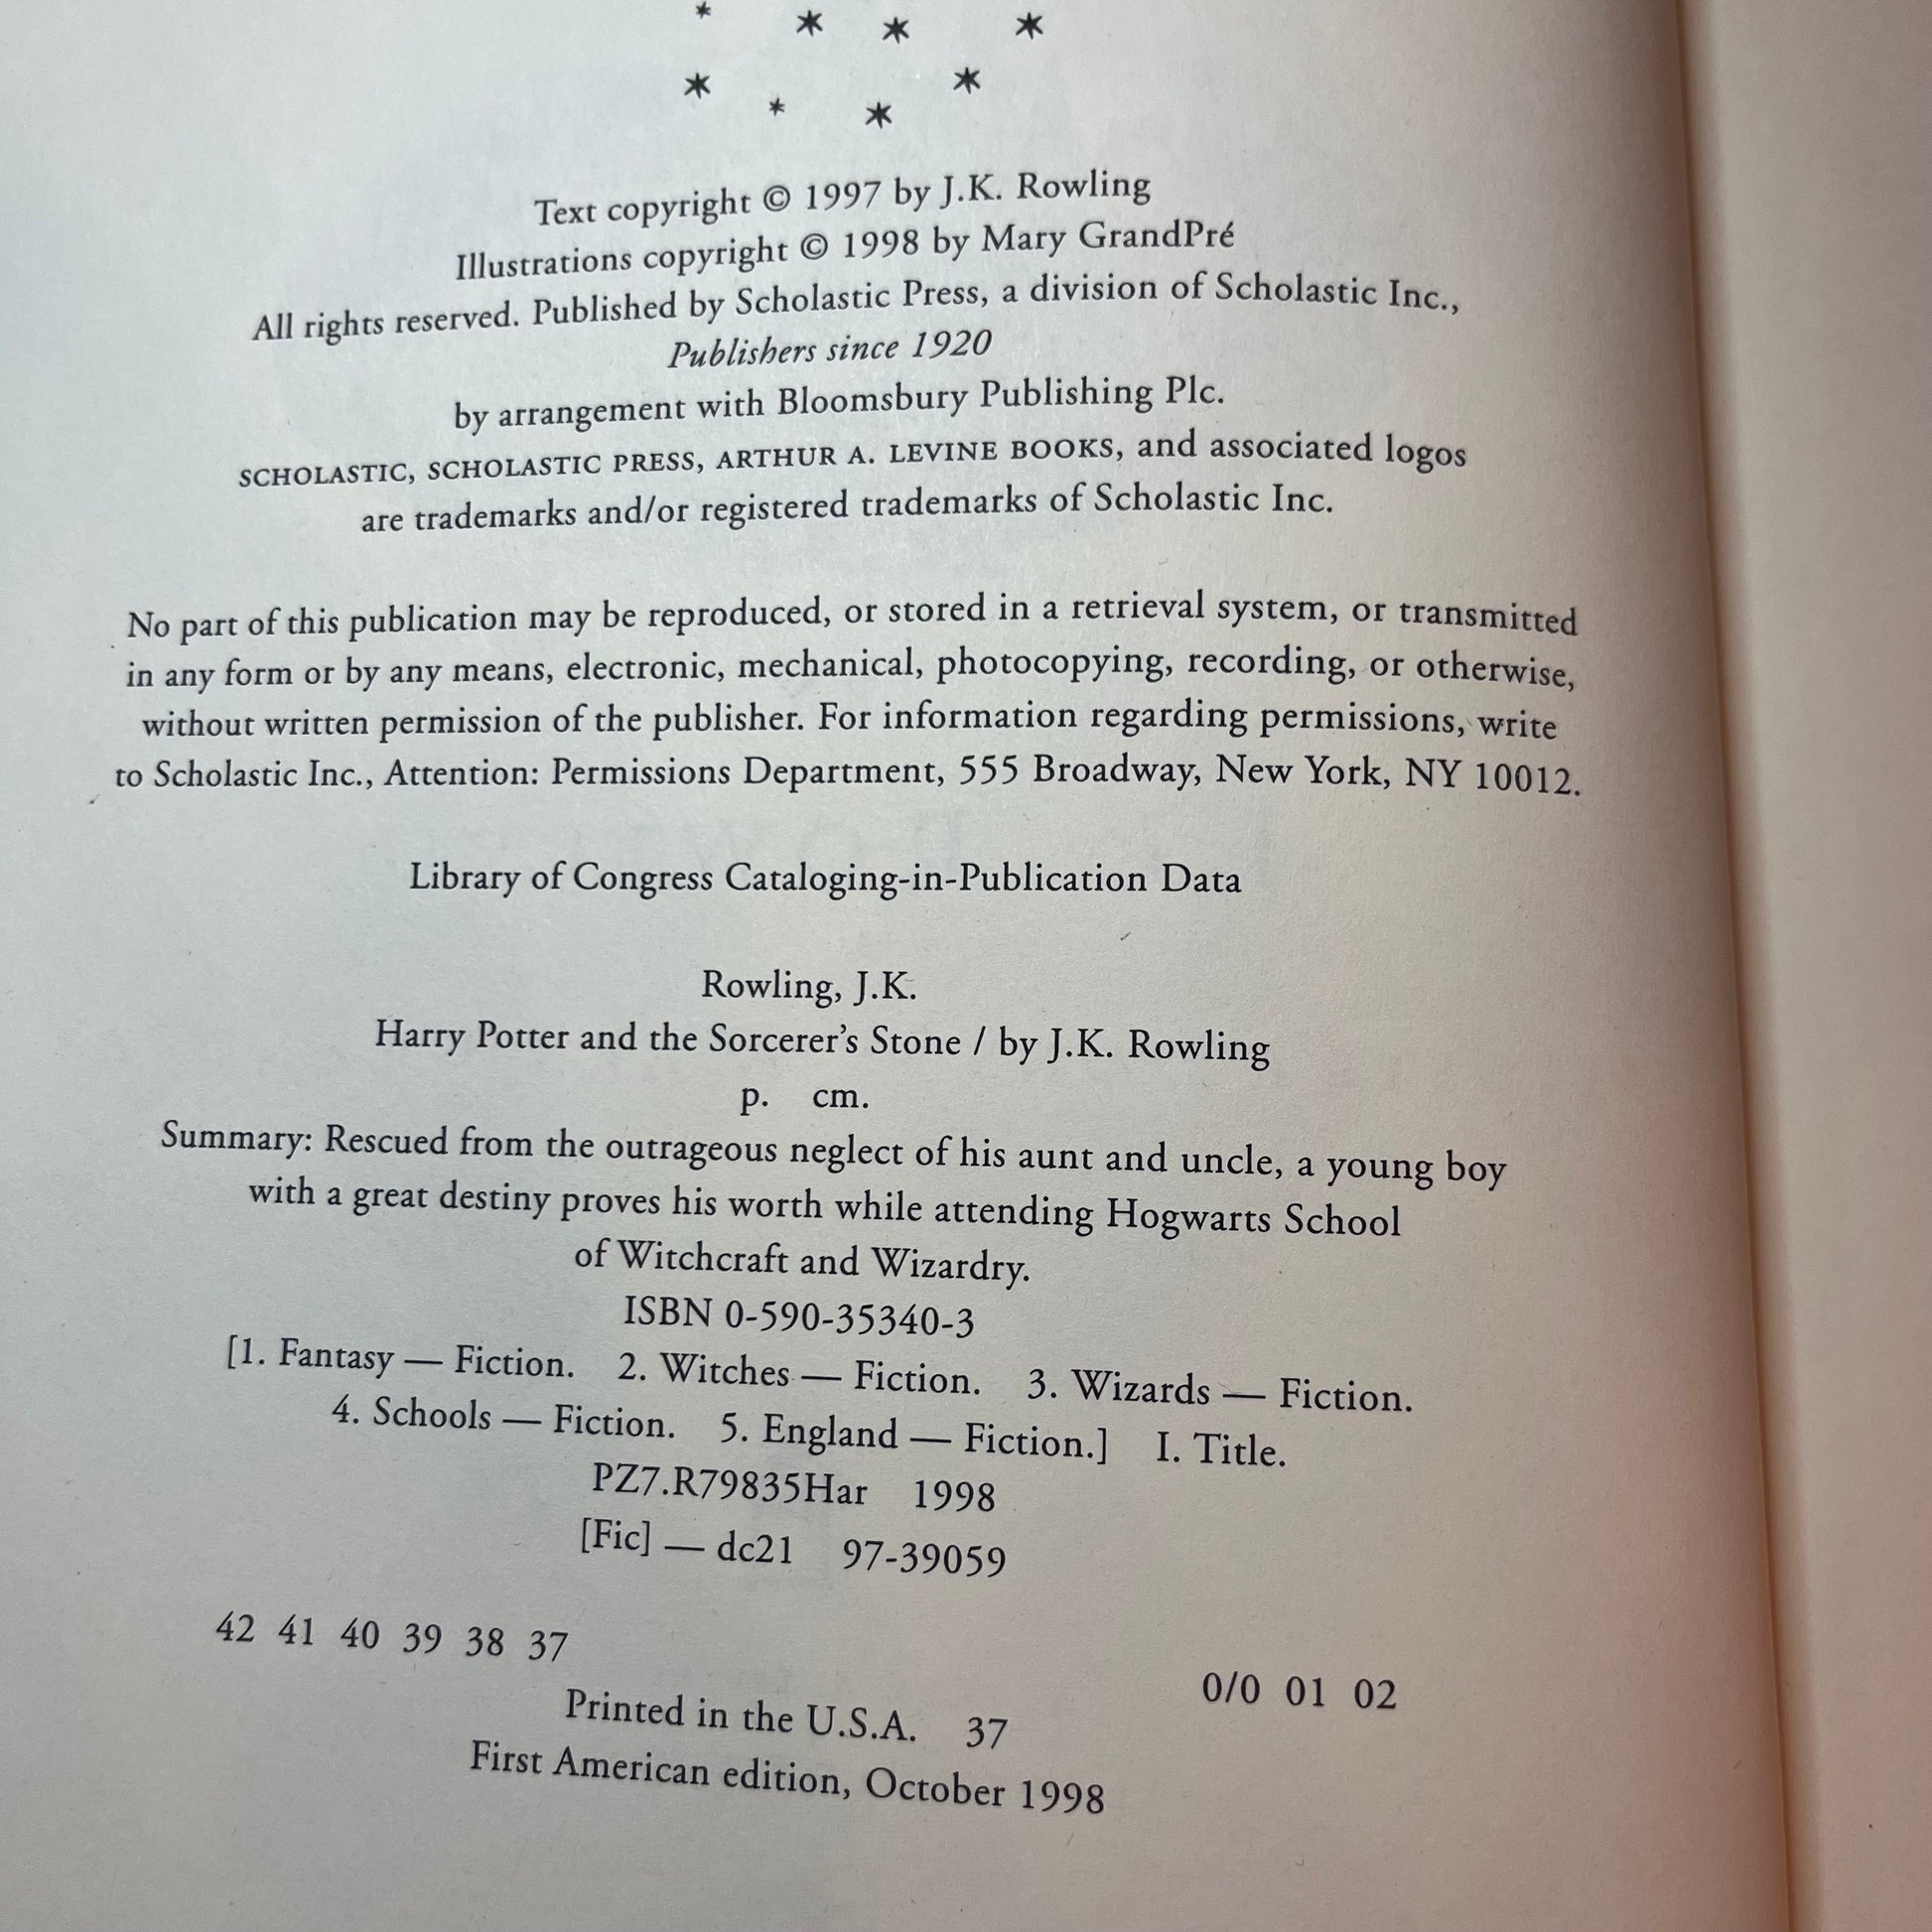 Text copyright © 1997 by J.K. Rowling
Illustrations copyright © 1998 by Mary GrandPré
All rights reserved. Published by Scholastic Press, a division of Scholastic Inc.,
Publishers since 1920
by arrangement with Bloomsbury Publishing Plc.
SCHOLASTIC, SCHOLASTIC PRESS, ARTHUR A. LEVINE BOOKS, and associated logos
are trademarks and/or registered trademarks of Scholastic Inc.
No part of this publication may be reproduced, or stored in a retrieval system, or transmitted
in any form or by any means, electronic, mechanical, photocopying, recording, or otherwise,
without written permission of the publisher. For information regarding permissions, write
to Scholastic Inc., Attention: Permissions Department, 555 Broadway, New York, NY 10012.
Library of Congress Cataloging-in-Publication Data
Rowling, J.K.
Harry Potter and the Sorcerer's Stone / by J.K. Rowling
p. cm.
Summary: Rescued from the outrageous neglect of his aunt and uncle, a young boy
with a great destiny proves his worth while attending Hogwarts School
of Witchcraft and Wizardry.
ISBN 0-590-35340-3
[1. Fantasy — Fiction. 2. Witches — Fiction. 3. Wizards — Fiction.
4. Schools — Fiction. 5. England — Fiction.] I. Title.
PZ7.R79835Har 1998
[Fic] — dc21 97-39059
42 41 40 39 38 37 0/0 01 02
Printed in the U.S.A. 37
First American edition, October 1998